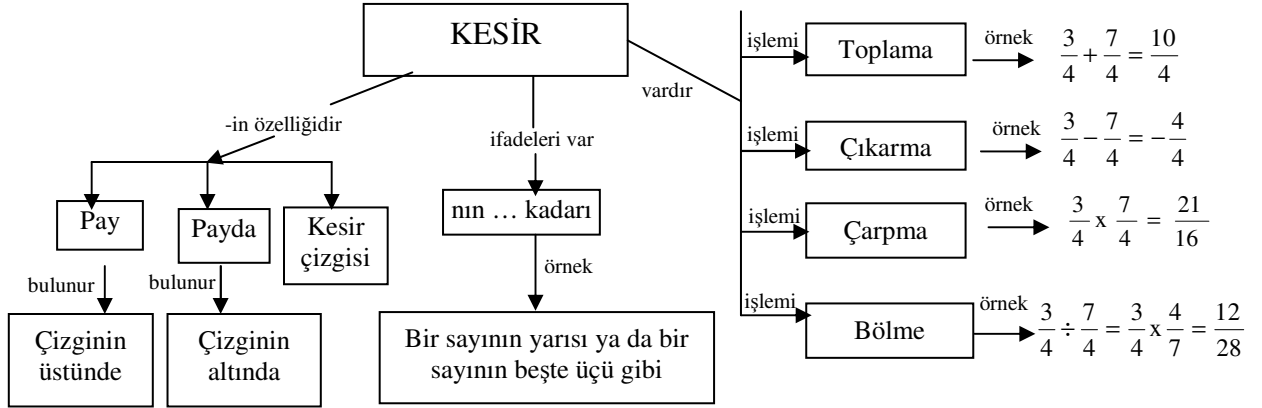 KESİR
-in özelliğidir
Pay
Payda
Kesir
çizgisi
bulunur
bulunur
Çizginin
üstünde
Çizginin
altında
ifadeleri var
nın … kadarı
örnek
Bir sayının yarısı ya da bir
sayının beşte üçü gibi
vardır
işlemi
Toplama
örnek
3/4 + 7/4 = 10/4
işlemi
Çıkarma
örnek
3/4 − 7/4 = − 4/4
işlemi
Çarpma
örnek
3/4 x 7/4 = 21/16
işlemi
Bölme
örnek
3/4 ÷ 7/4 = 3/4 x 4/7 = 12/28